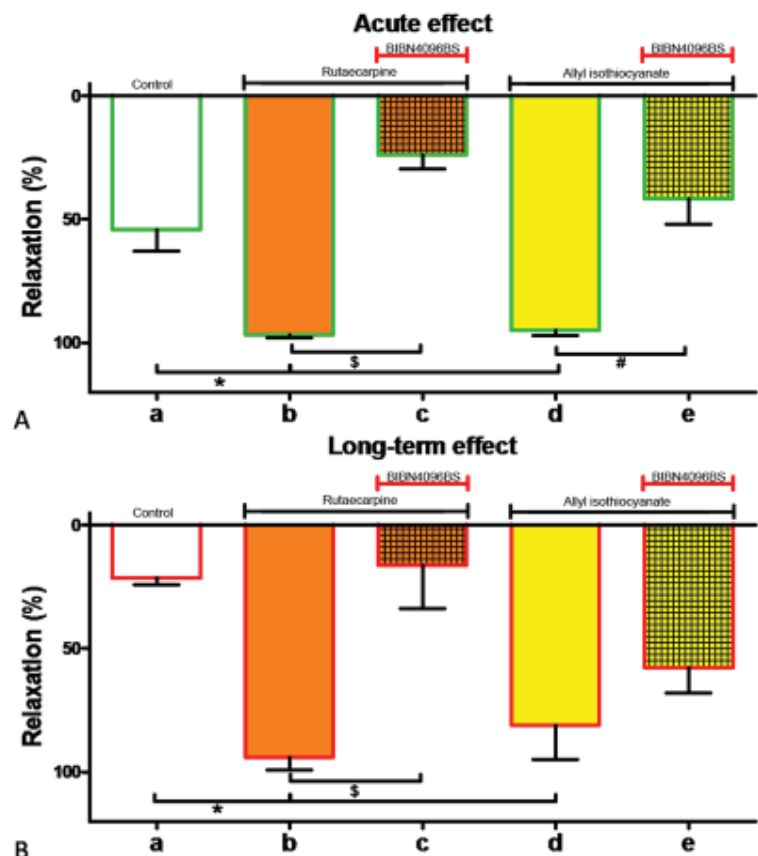 Acute effect
BIBN4096BS BIBN4096BS
Control Rutaecarpine Allyl isothiocyanate
0
50
100
Relaxation (%)
$ #
*
a b c d e
A
Long-term effect
BIBN4096BS BIBN4096BS
Control Rutaecarpine Allyl isothiocyanate
0
50
100
Relaxation (%)
$
*
a b c d e
B